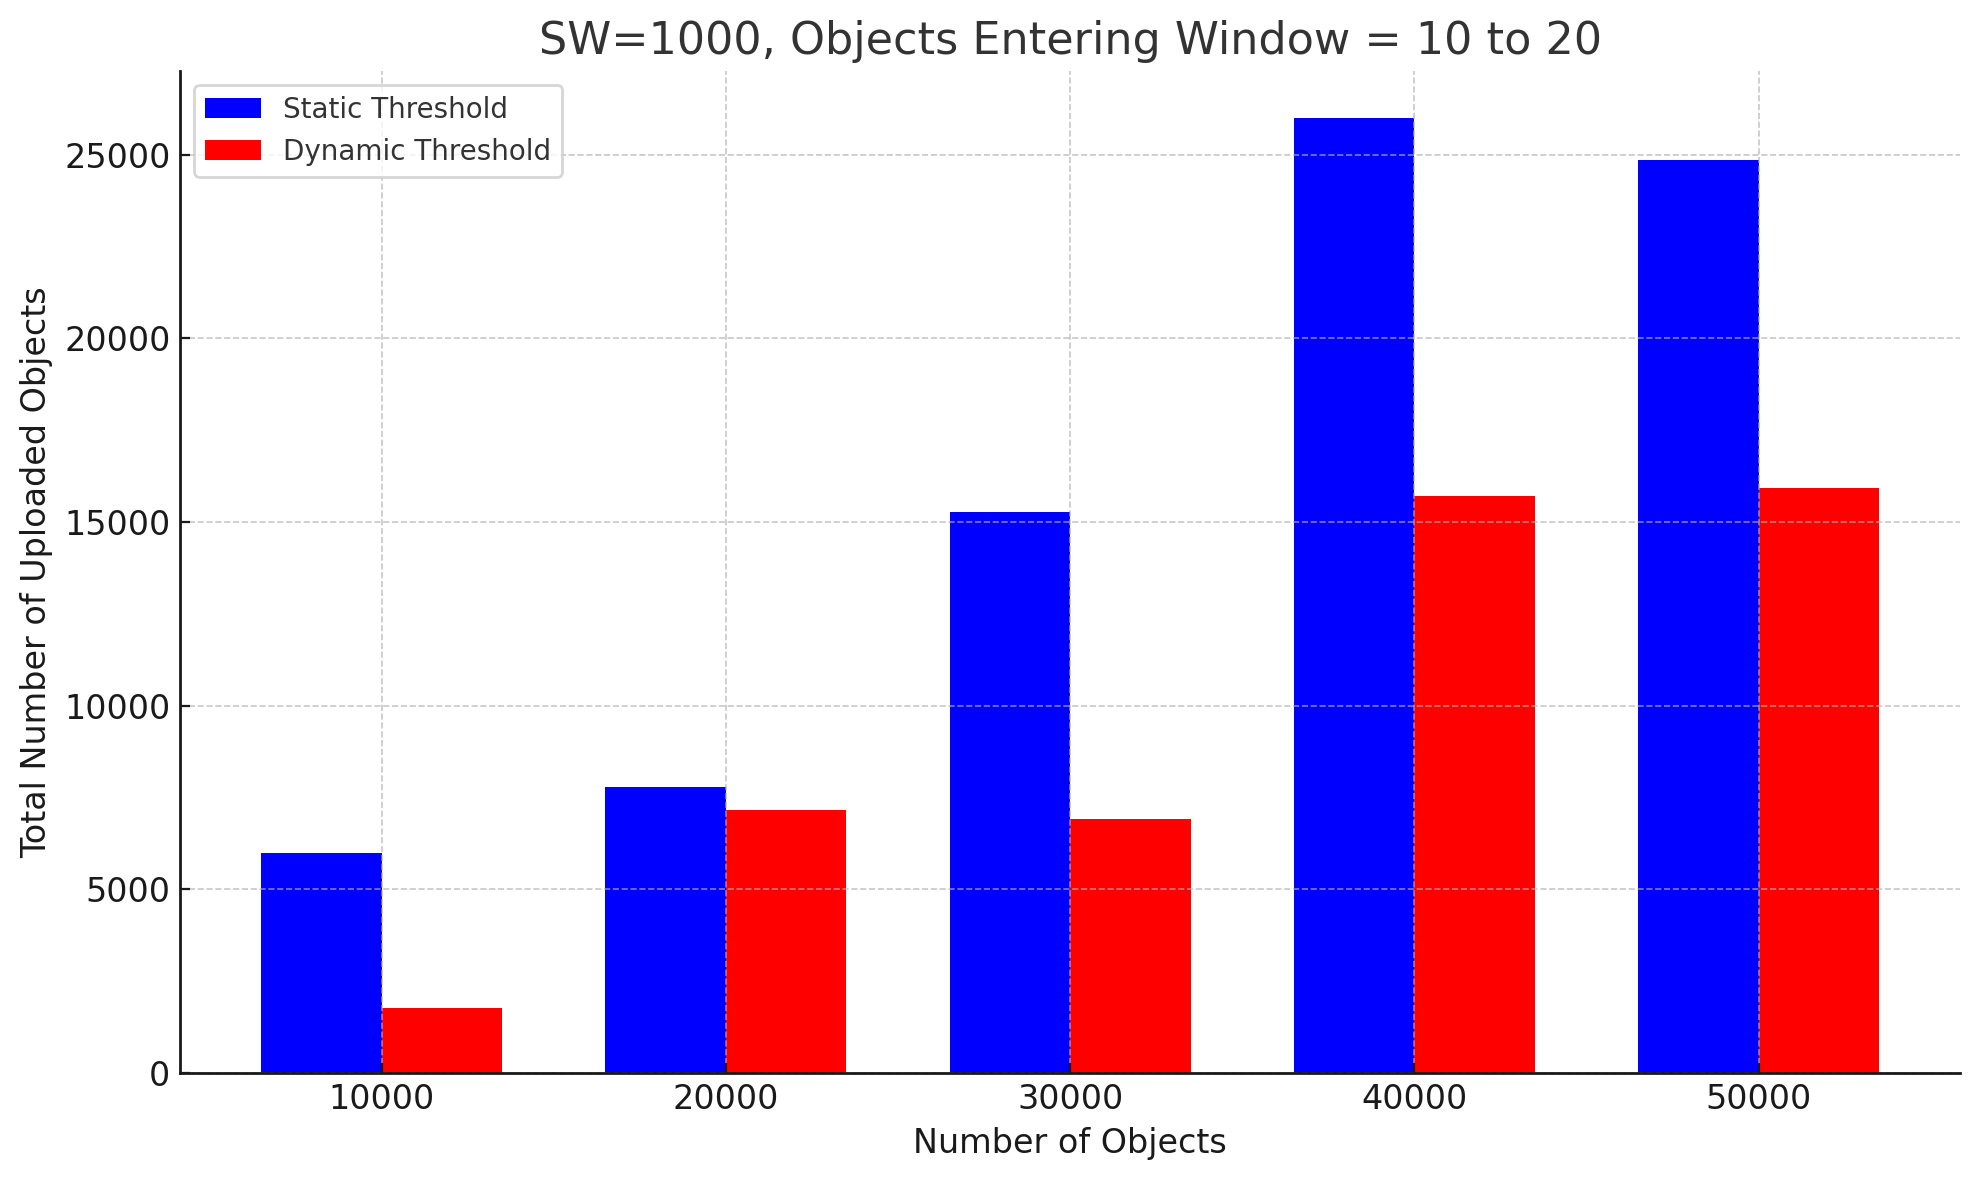 SW=1000, Objects Entering Window = 10 to 20
Static Threshold
Dynamic Threshold
Total Number of Uploaded Objects
25000
20000
15000
10000
5000
0
10000 20000 30000 40000 50000
Number of Objects